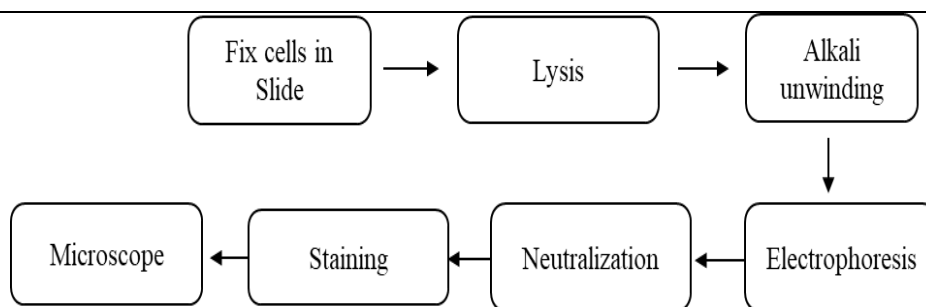 Fix cells in
Slide
Lysis
Alkali
unwinding
Electrophoresis
Neutralization
Staining
Microscope